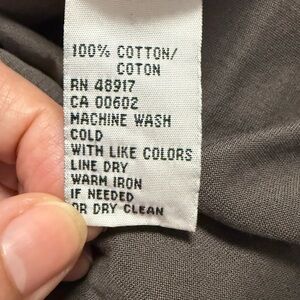 100% COTTON/
COTON
RN 48917
CA 00602
MACHINE WASH
COLD
WITH LIKE COLORS
LINE DRY
WARM IRON
IF NEEDED
OR DRY CLEAN